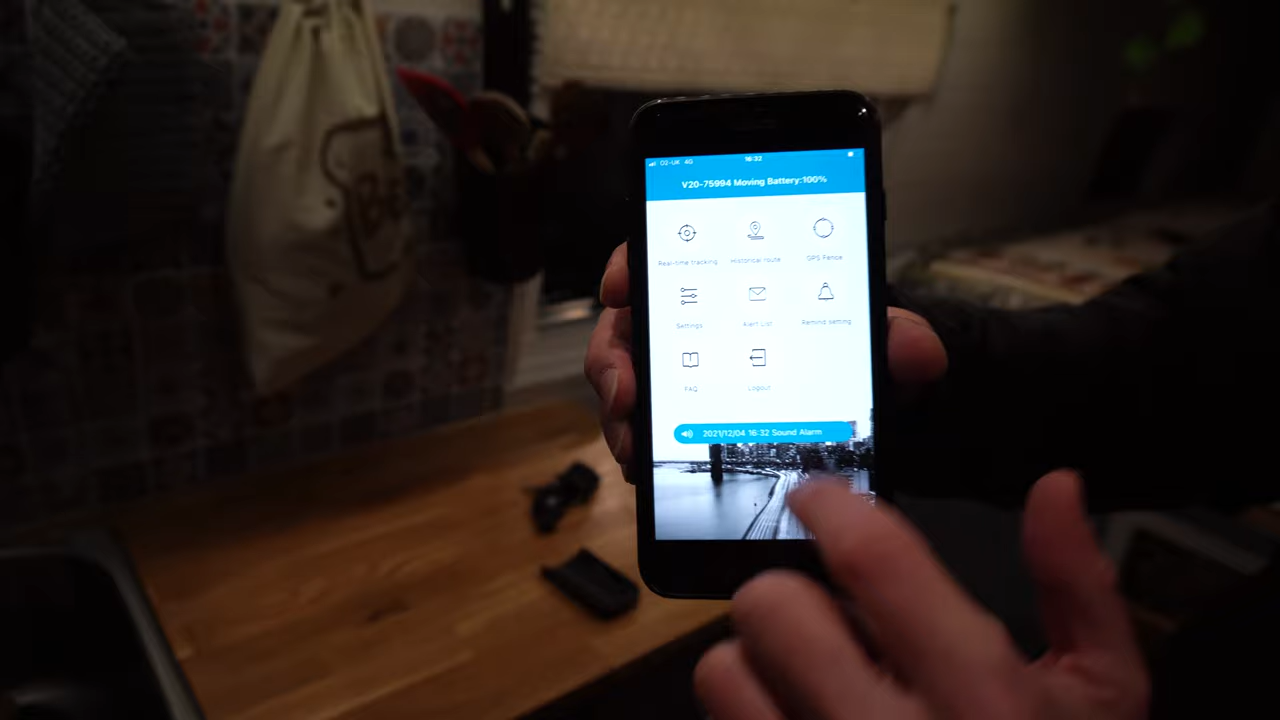 O2-UK 4G 16:32
V20-75994 Moving Battery:100%
Real-time tracking Historical route GPS Fence
Settings Alert List Remind setting
FAQ Logout
2021/12/04 16:32 Sound Alarm